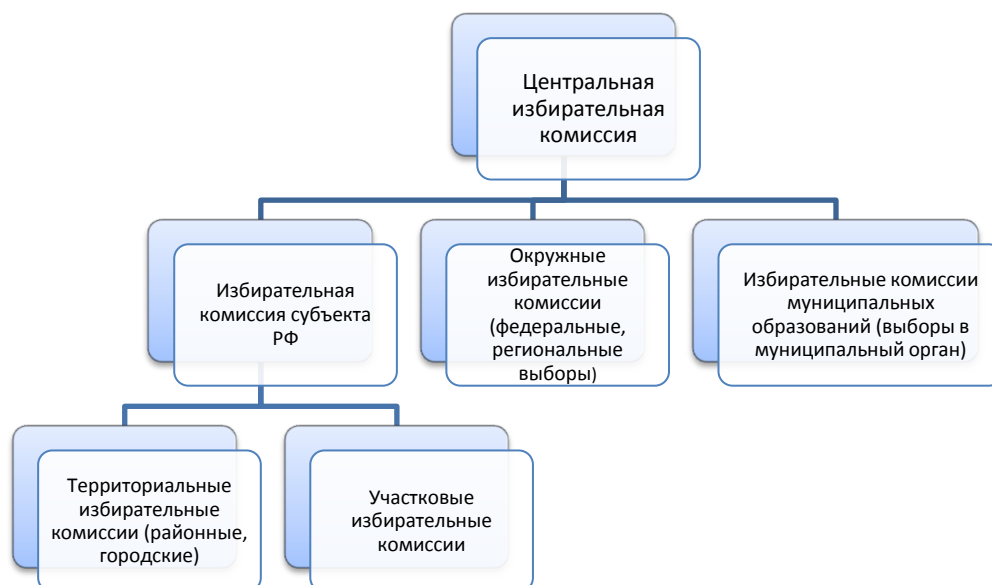 Центральная
избирательная
комиссия
Избирательная
комиссия субъекта
РФ
Окружные
избирательные
комиссии
(федеральные,
региональные
выборы)
Избирательные комиссии
муниципальных
образований (выборы в
муниципальный орган)
Территориальные
избирательные
комиссии (районные,
городские)
Участковые
избирательные
комиссии